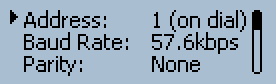 Address: 1 (on dial)
Baud Rate: 57.6kbps
Parity: None